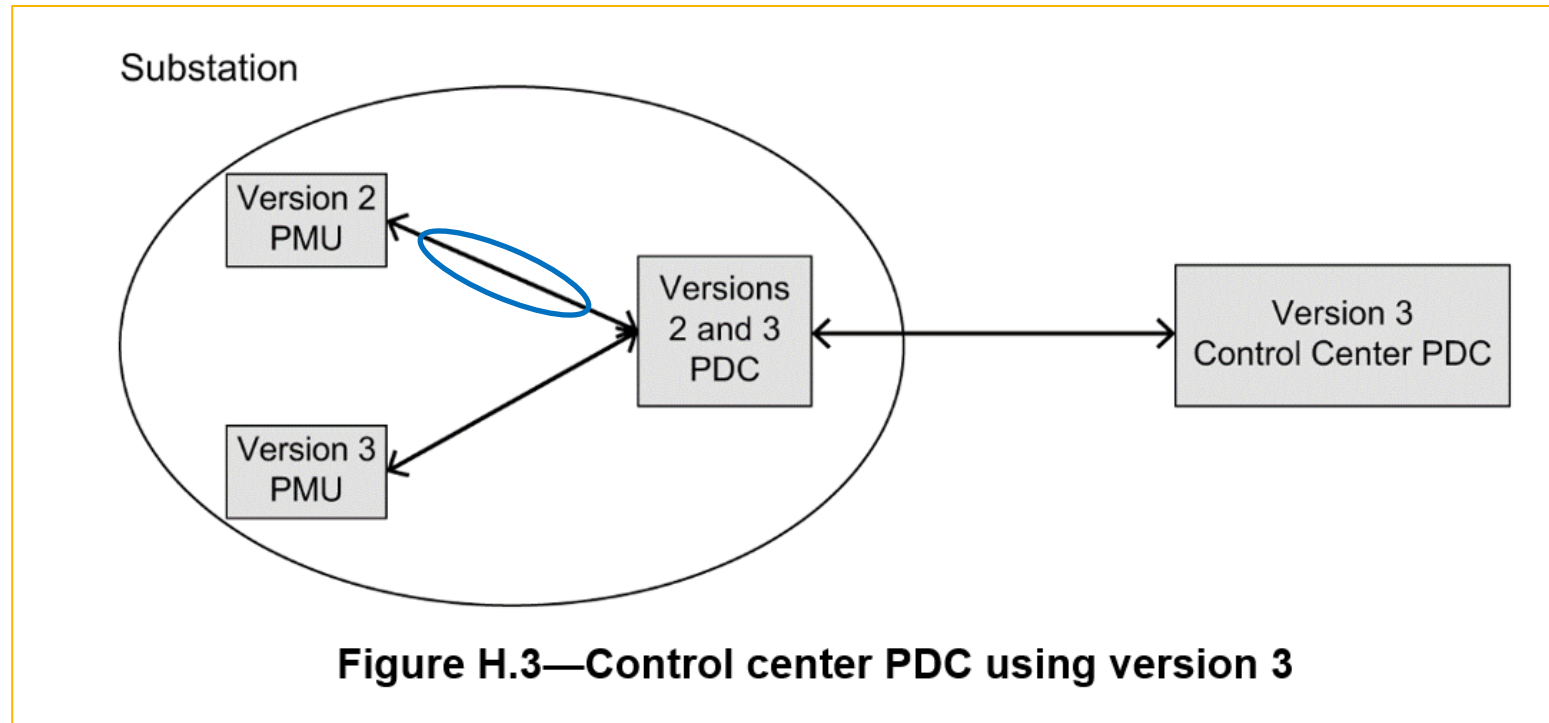 Substation
Version 2
PMU
Versions
2 and 3
PDC
Version 3
Control Center PDC
Version 3
PMU
Figure H.3—Control center PDC using version 3